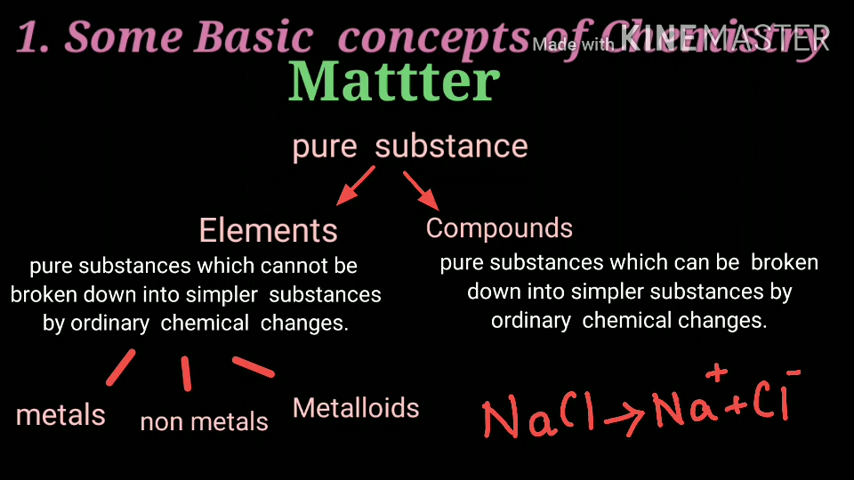 1. Some Basic concepts of Chemistry
Made with KINEMASTER
Mattter
pure substance
Elements
Compounds
pure substances which cannot be
broken down into simpler substances
by ordinary chemical changes.
pure substances which can be broken
down into simpler substances by
ordinary chemical changes.
metals
non metals
Metalloids
NaCl → Na⁺ + Cl⁻